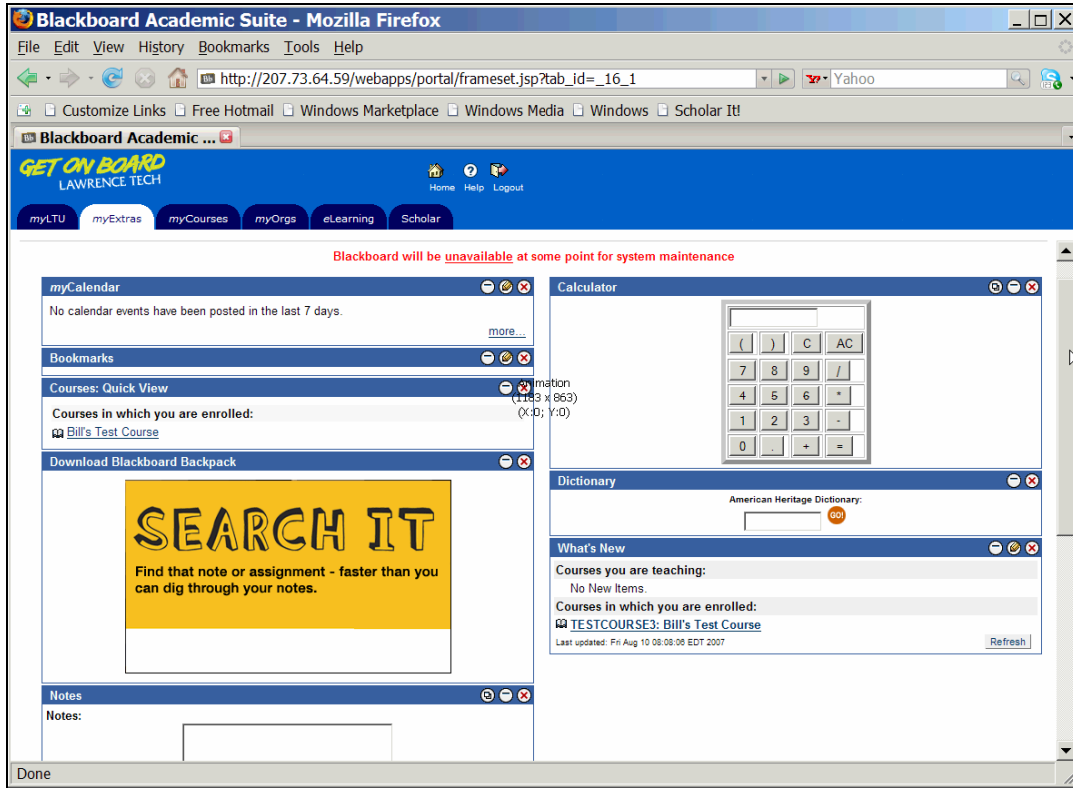 Blackboard Academic Suite - Mozilla Firefox
File Edit View History Bookmarks Tools Help
http://207.73.64.59/webapps/portal/frameset.jsp?tab_id=_16_1
Yahoo
Customize Links Free Hotmail Windows Marketplace Windows Media Windows Scholar It!
Blackboard Academic ...
GET ON BOARD
LAWRENCE TECH
Home Help Logout
myLTU myExtras myCourses myOrgs eLearning Scholar
Blackboard will be unavailable at some point for system maintenance
myCalendar
No calendar events have been posted in the last 7 days.
more...
Bookmarks
Courses: Quick View
Courses in which you are enrolled:
Bill's Test Course
Animation
(1183 x 863)
(X:0; Y:0)
Download Blackboard Backpack
SEARCH IT
Find that note or assignment - faster than you
can dig through your notes.
Notes
Notes:
Calculator
( ) C AC
7 8 9 /
4 5 6 *
1 2 3 -
0 . + =
Dictionary
American Heritage Dictionary:
GO!
What's New
Courses you are teaching:
No New Items.
Courses in which you are enrolled:
TESTCOURSE3: Bill's Test Course
Last updated: Fri Aug 10 08:08:06 EDT 2007
Refresh
Done